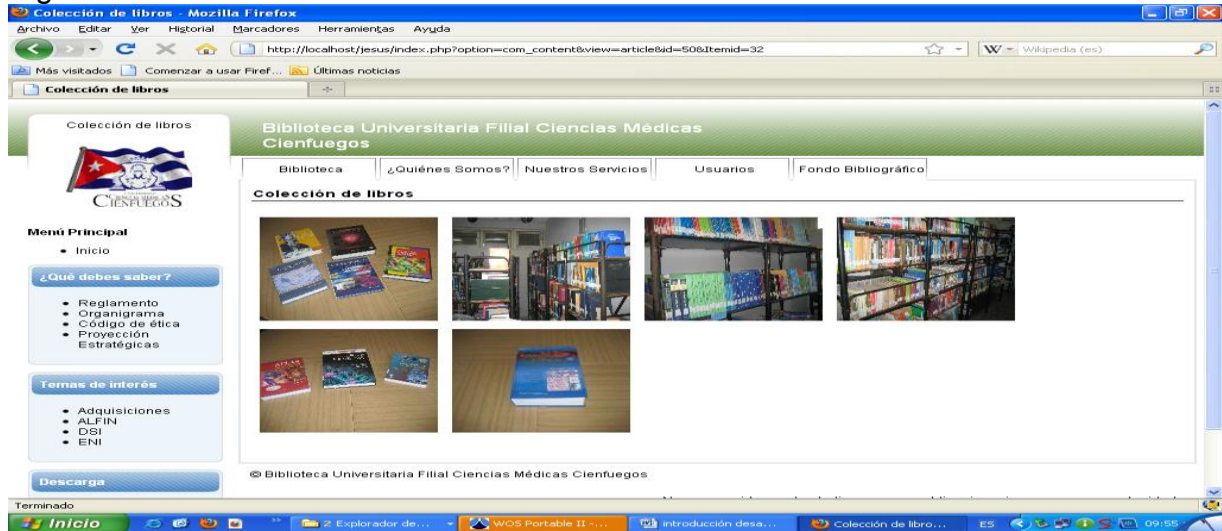 Colección de libros - Mozilla Firefox
Archivo Editar Ver Historial Marcadores Herramientas Ayuda
http://localhost/jesus/index.php?option=com_content&view=article&id=50&Itemid=32
W Wikipedia (es)
Más visitados Comenzar a usar Firef... Últimas noticias
Colección de libros
Colección de libros
CIENFUEGOS
Menú Principal
Inicio
¿Qué debes saber?
Reglamento
Organigrama
Código de ética
Proyección
Estratégicas
Temas de interés
Adquisiciones
ALFIN
DSI
ENI
Descarga
Biblioteca Universitaria Filial Ciencias Médicas
Cienfuegos
Biblioteca ¿Quiénes Somos? Nuestros Servicios Usuarios Fondo Bibliográfico
Colección de libros
© Biblioteca Universitaria Filial Ciencias Médicas Cienfuegos
Terminado
Inicio 2 Explorador de... WOS Portable II -... introducción desa... Colección de libro... ES 09:55